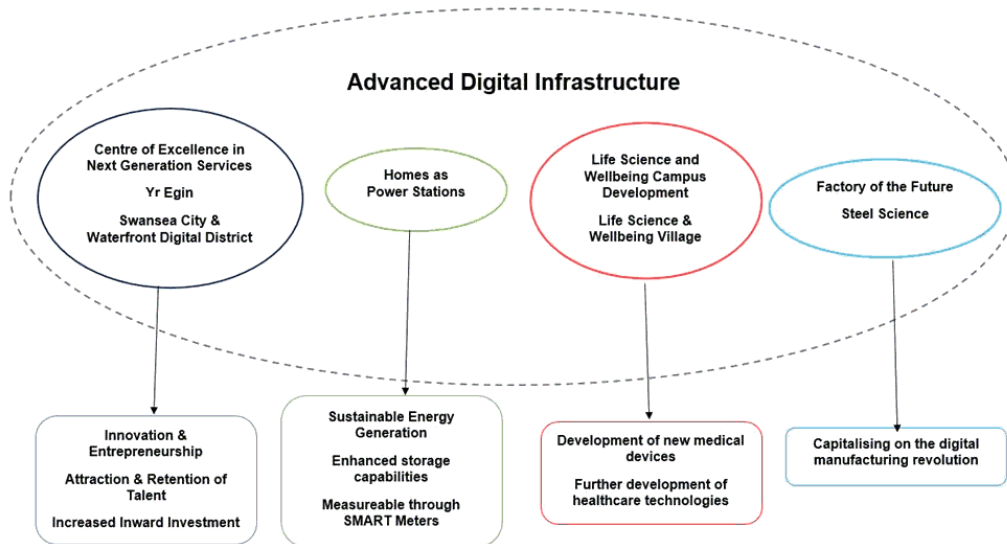 Advanced Digital Infrastructure
Centre of Excellence in
Next Generation Services
Yr Egin
Swansea City &
Waterfront Digital District
Homes as
Power Stations
Life Science and
Wellbeing Campus
Development
Life Science &
Wellbeing Village
Factory of the Future
Steel Science
Innovation &
Entrepreneurship
Attraction & Retention of
Talent
Increased Inward Investment
Sustainable Energy
Generation
Enhanced storage
capabilities
Measureable through
SMART Meters
Development of new medical
devices
Further development of
healthcare technologies
Capitalising on the digital
manufacturing revolution